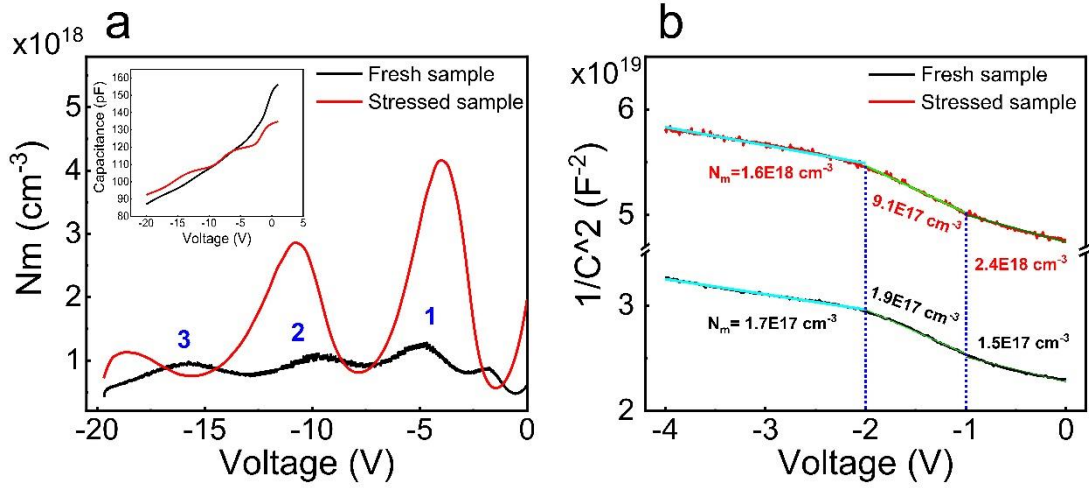 a
x10^18
Fresh sample
Stressed sample
5
4
3
2
1
0
Nm (cm-3)
-20
-15
-10
-5
0
Voltage (V)
160
150
140
130
120
110
100
90
80
Capacitance (pF)
-20 -15 -10 -5 0 5
Voltage (V)
3
2
1
b
x10^19
Fresh sample
Stressed sample
6
5
3
2
1/C^2 (F-2)
Nm=1.6E18 cm-3
9.1E17 cm-3
2.4E18 cm-3
Nm= 1.7E17 cm-3
1.9E17 cm-3
1.5E17 cm-3
-4
-3
-2
-1
0
Voltage (V)